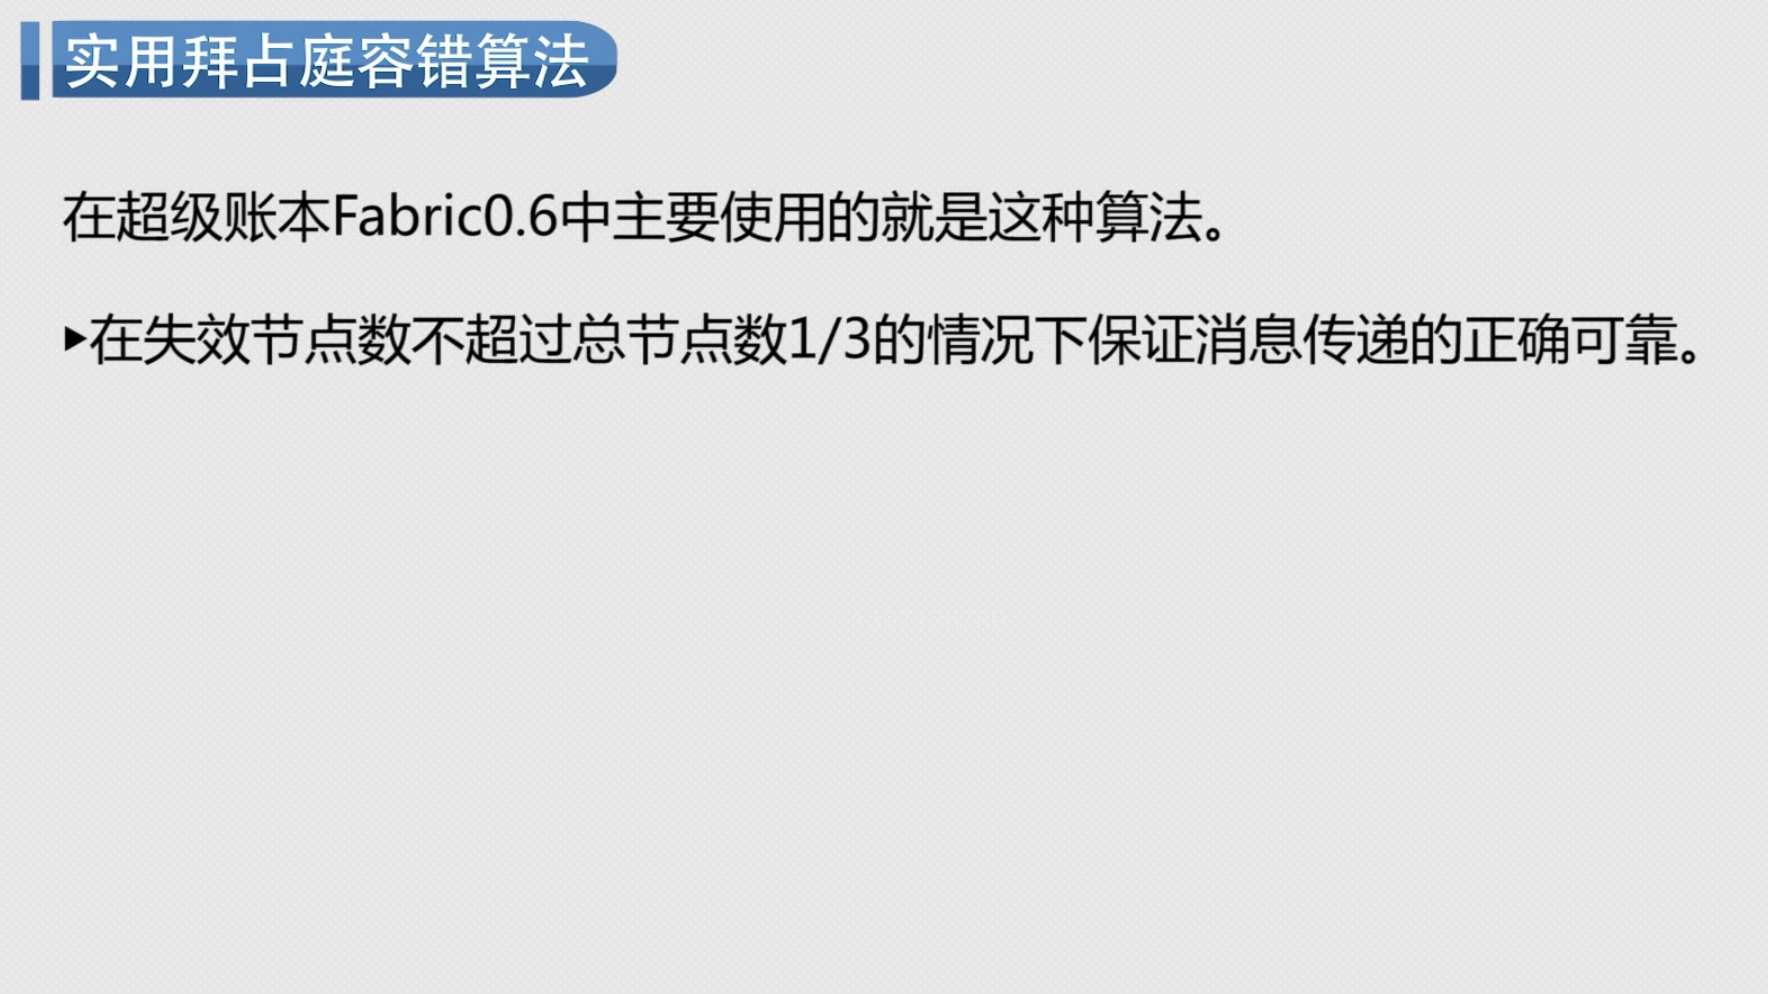 实用拜占庭容错算法
在超级账本Fabric0.6中主要使用的就是这种算法。
▸在失效节点数不超过总节点数1/3的情况下保证消息传递的正确可靠。